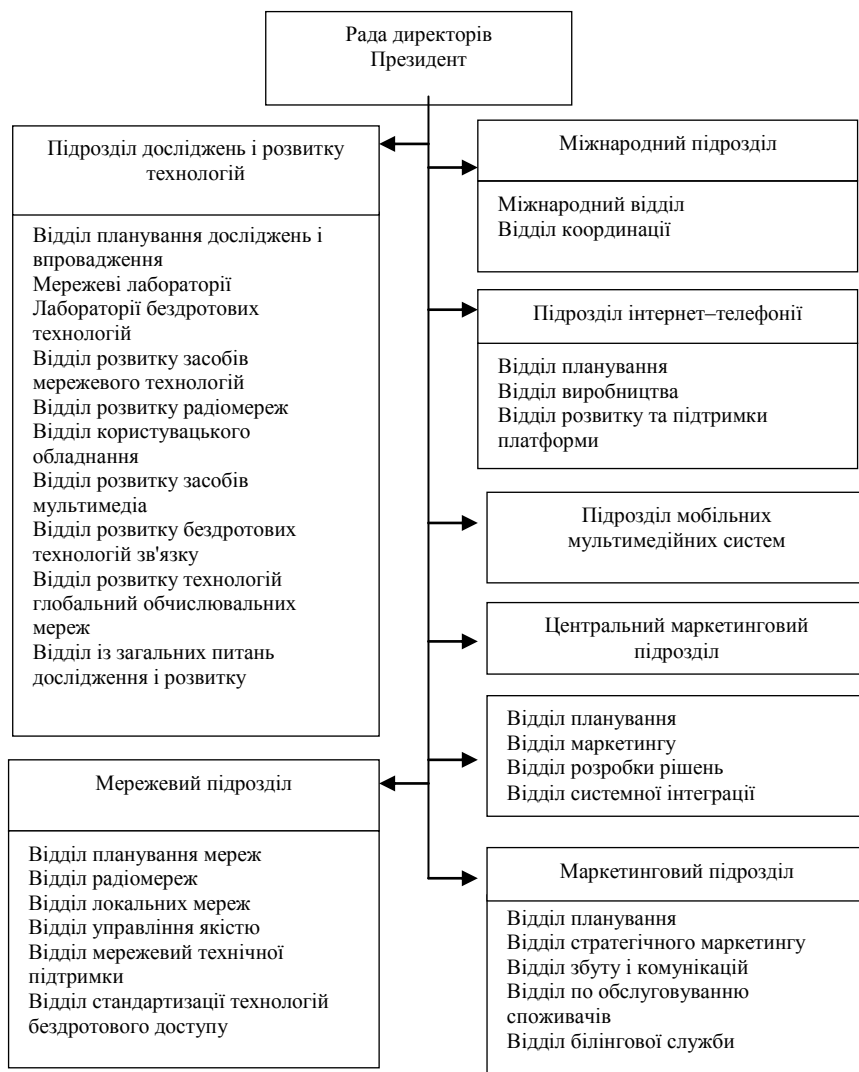 Рада директорів
Президент
Підрозділ досліджень і розвитку
технологій
Відділ планування досліджень і
впровадження
Мережеві лабораторії
Лабораторії бездротових
технологій
Відділ розвитку засобів
мережевого технологій
Відділ розвитку радіомереж
Відділ користувацького
обладнання
Відділ розвитку засобів
мультимедіа
Відділ розвитку бездротових
технологій зв'язку
Відділ розвитку технологій
глобальний обчислювальних
мереж
Відділ із загальних питань
дослідження і розвитку
Мережевий підрозділ
Відділ планування мереж
Відділ радіомереж
Відділ локальних мереж
Відділ управління якістю
Відділ мережевий технічної
підтримки
Відділ стандартизації технологій
бездротового доступу
Міжнародний підрозділ
Міжнародний відділ
Відділ координації
Підрозділ інтернет–телефонії
Відділ планування
Відділ виробництва
Відділ розвитку та підтримки
платформи
Підрозділ мобільних
мультимедійних систем
Центральний маркетинговий
підрозділ
Відділ планування
Відділ маркетингу
Відділ розробки рішень
Відділ системної інтеграції
Маркетинговий підрозділ
Відділ планування
Відділ стратегічного маркетингу
Відділ збуту і комунікацій
Відділ по обслуговуванню
споживачів
Відділ білінгової служби